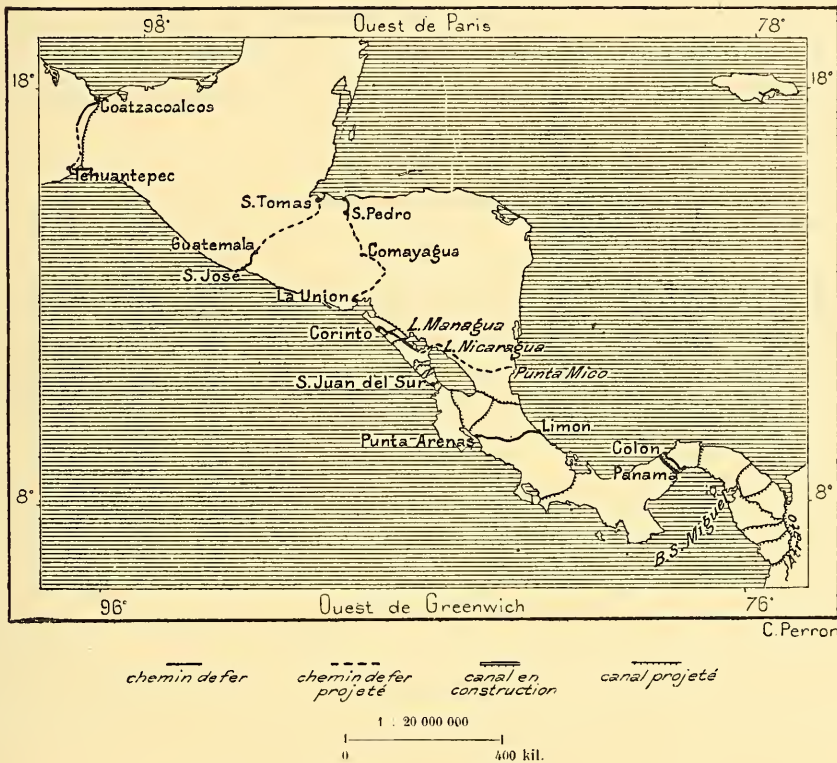 98°
Ouest de Paris
78°
18°
18°
Coatzacoalcos
Tehuantepec
S. Tomas
S. Pedro
Guatemala
Comayagua
S. José
La Union
L. Managua
Corinto
L. Nicaragua
Punta Mico
S. Juan del Sur
Limon
Punta-Arenas
Colon
Panama
B. S. Miguel
Atrato
8°
8°
96°
Ouest de Greenwich
76°
C. Perron
chemin de fer
chemin de fer
projeté
canal en
construction
canal projeté
1 : 20 000 000
0
400 kil.